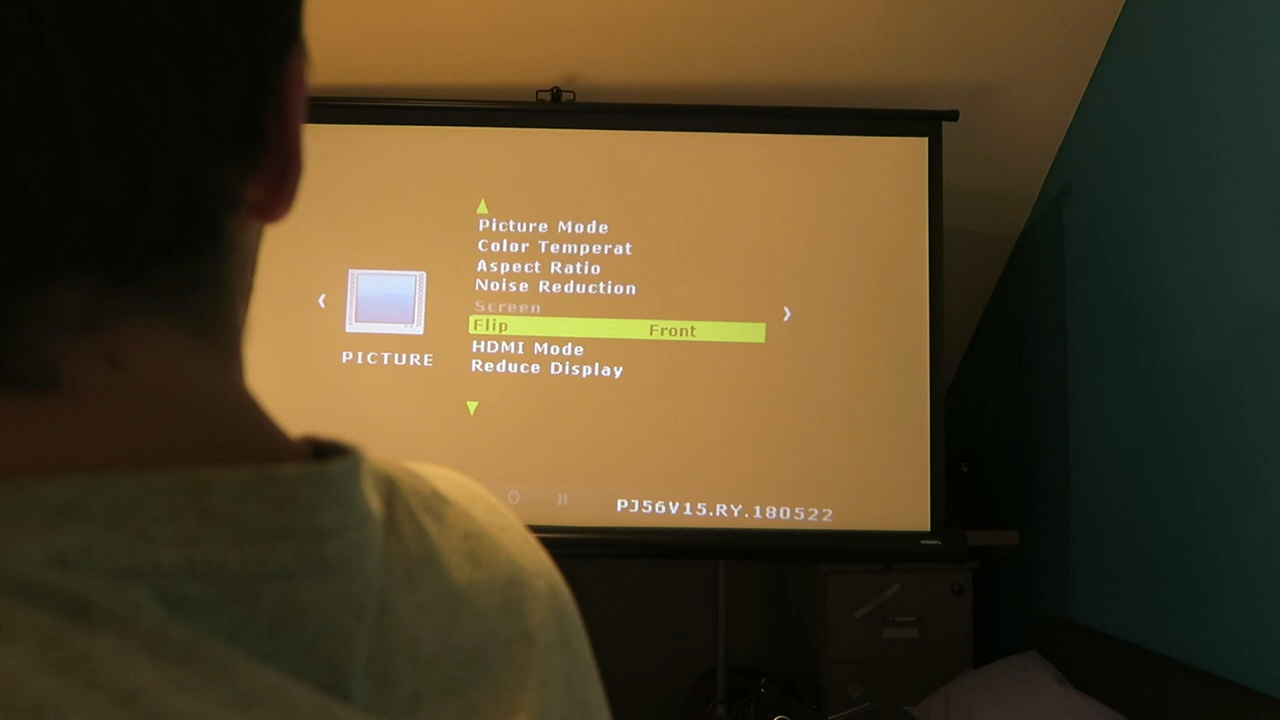 Picture Mode
Color Temperat
Aspect Ratio
Noise Reduction
Screen
Flip Front
HDMI Mode
Reduce Display
PICTURE
PJ56V15.RY.180522